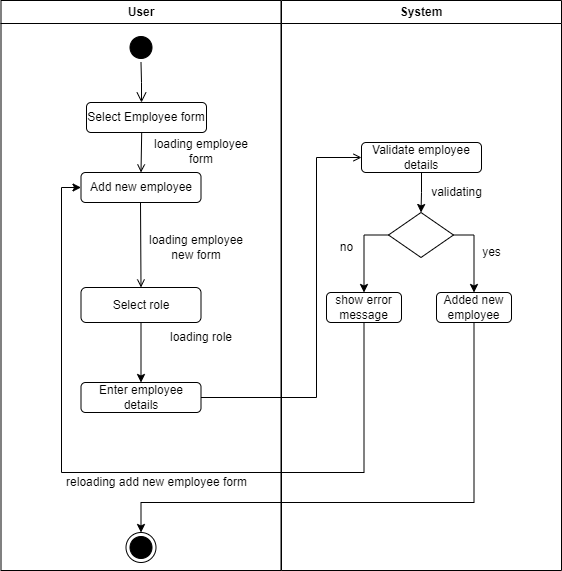 User
System
Select Employee form
loading employee
form
Add new employee
loading employee
new form
Select role
loading role
Enter employee
details
Validate employee
details
validating
no
yes
show error
message
Added new
employee
reloading add new employee form